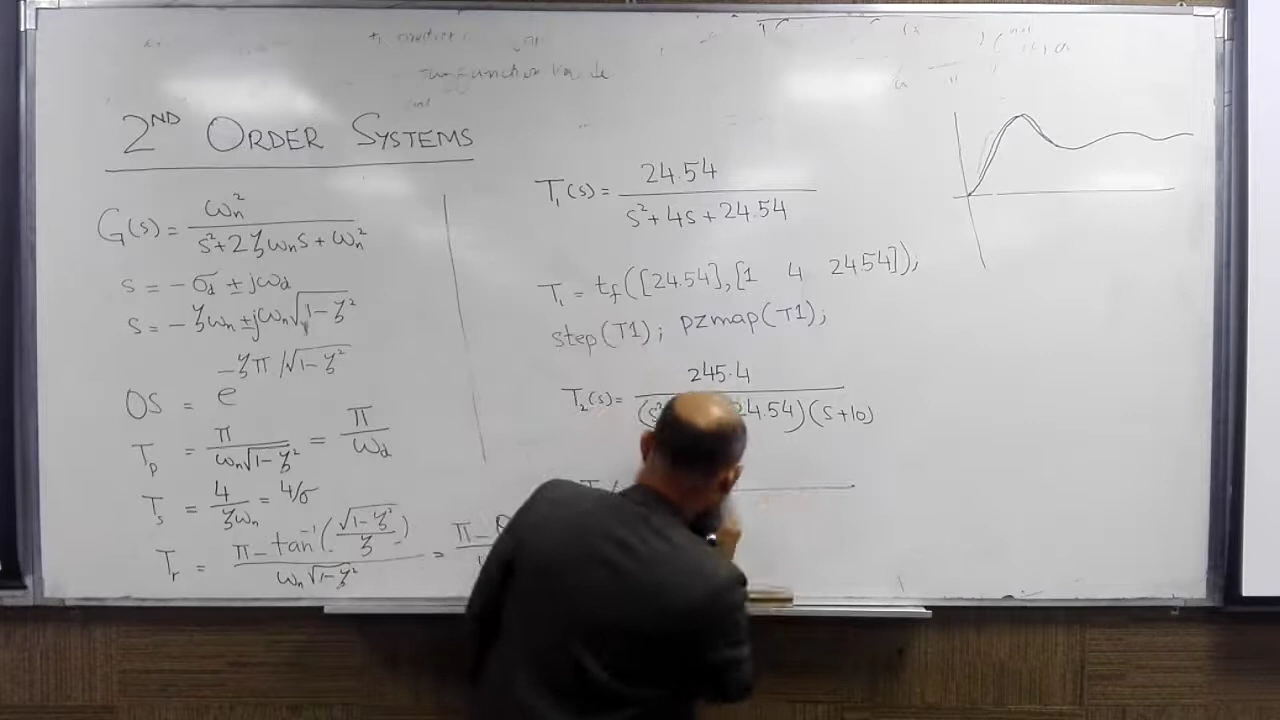 2ND ORDER SYSTEMS
G(s) = ωn² / (s² + 2ζωns + ωn²)
s = -σd ± jωd
s = -ζωn ± jωn√(1-ζ²)
OS = e^(-ζπ/√(1-ζ²))
Tp = π / (ωn√(1-ζ²)) = π / ωd
Ts = 4 / (ζωn) = 4/σ
Tr = (π - tan⁻¹(√(1-ζ²) / ζ)) / (ωn√(1-ζ²)) = π -
T1(s) = 24.54 / (s² + 4s + 24.54)
T1 = tf([24.54],[1 4 24.54]);
step(T1); pzmap(T1);
T2(s) = 245.4 / (s² 24.54)(s+10)